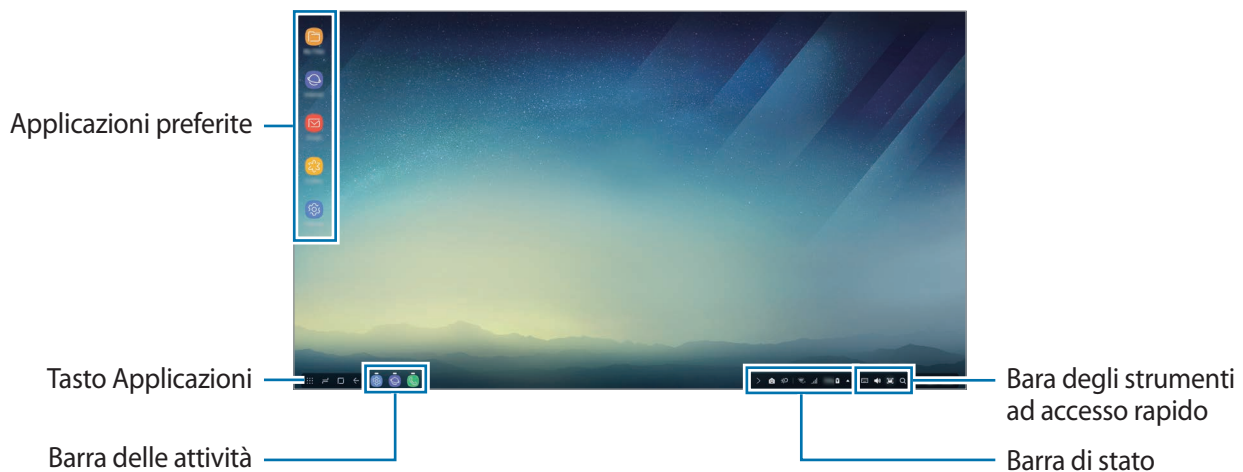 Applicazioni preferite
Tasto Applicazioni
Barra delle attività
Bara degli strumenti
ad accesso rapido
Barra di stato